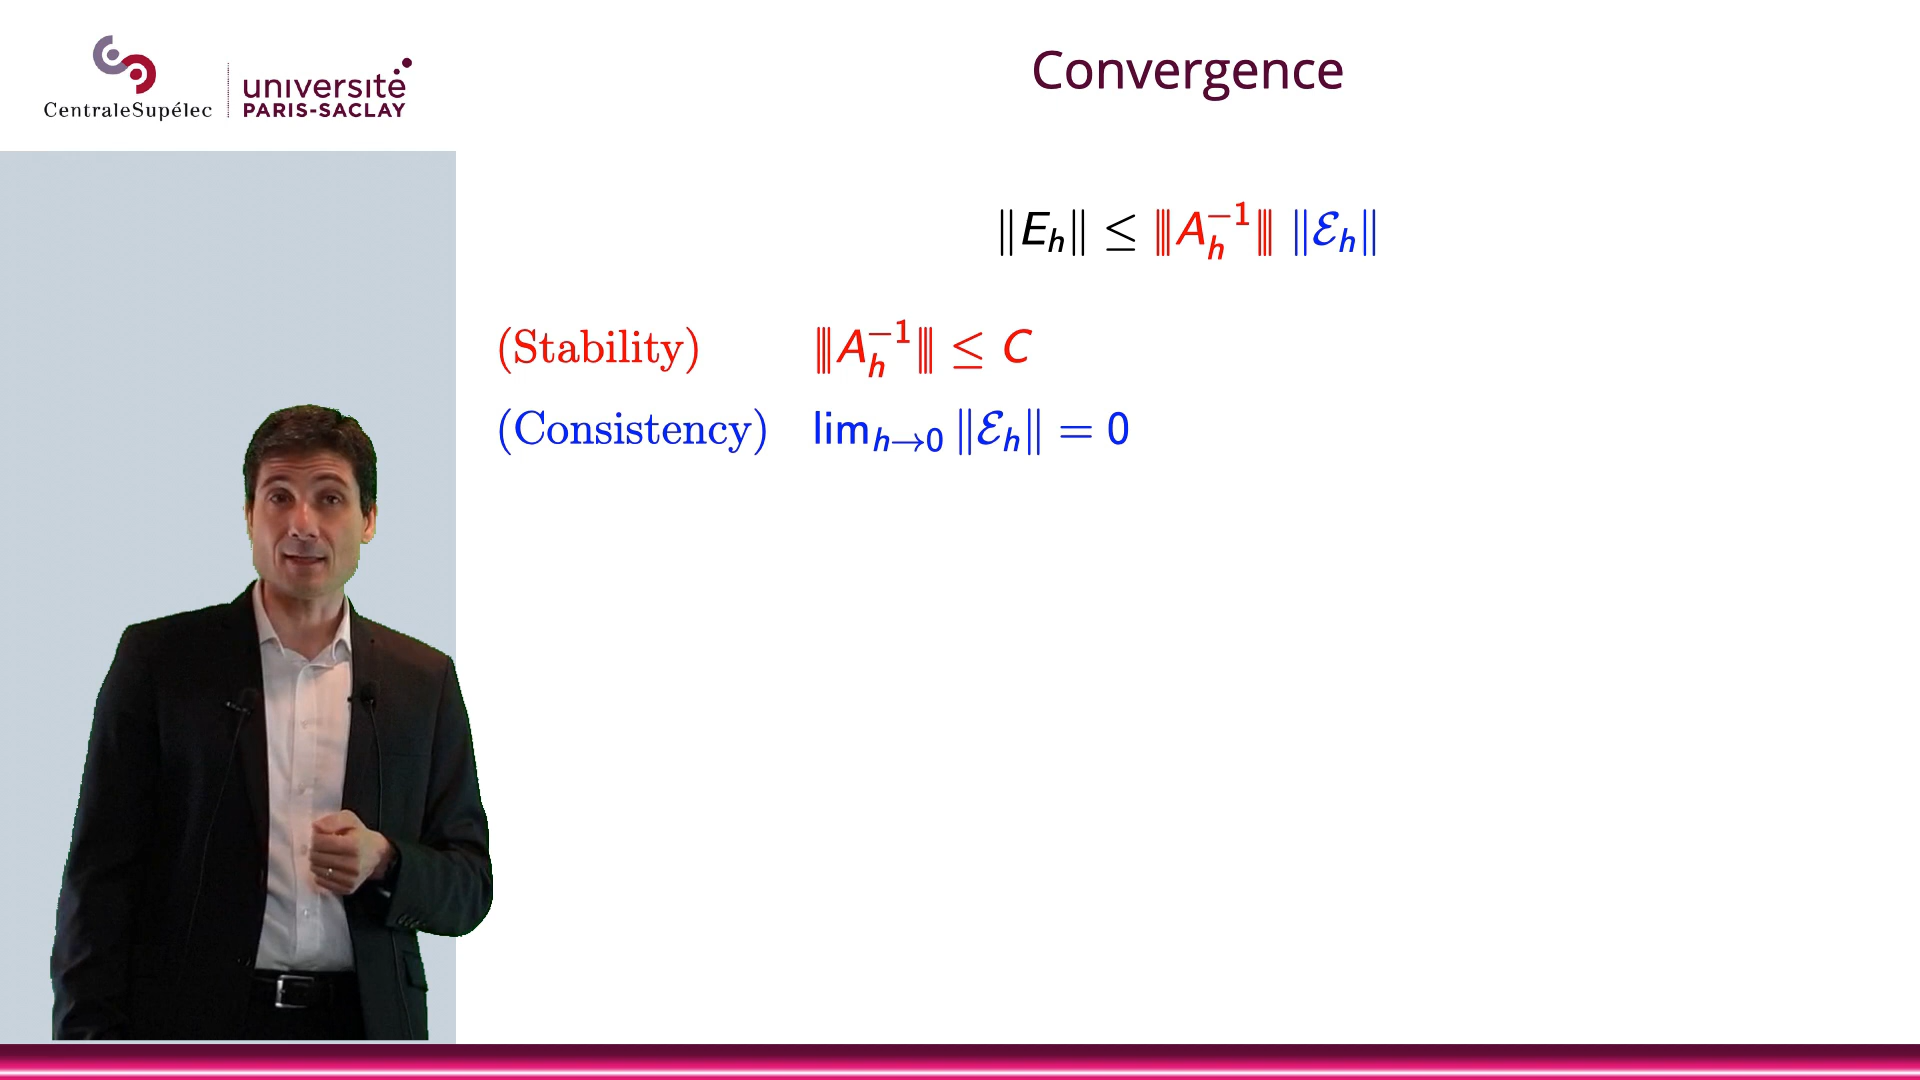 CentraleSupélec
université
PARIS-SACLAY
Convergence
‖E_h‖ ≤ ⦀A_h^{−1}⦀ ‖ℰ_h‖
(Stability) ⦀A_h^{−1}⦀ ≤ C
(Consistency) lim_{h→0} ‖ℰ_h‖ = 0